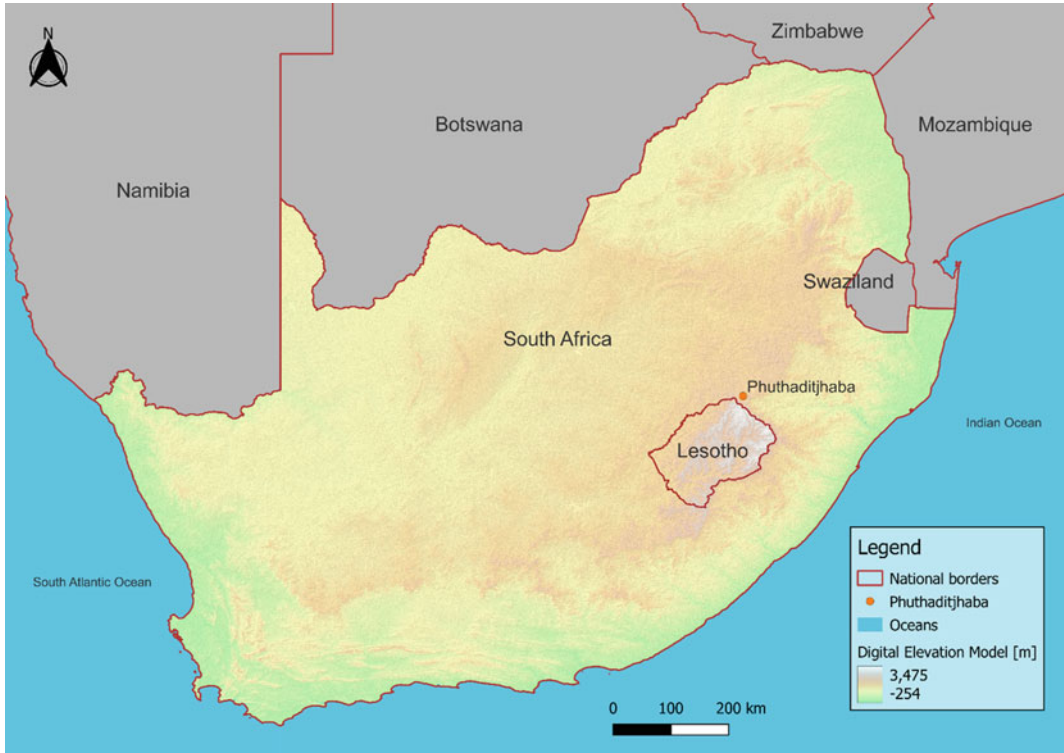 N
Zimbabwe
Botswana
Mozambique
Namibia
Swaziland
South Africa
Phuthaditjhaba
Indian Ocean
Lesotho
South Atlantic Ocean
Legend
National borders
Phuthaditjhaba
Oceans
Digital Elevation Model [m]
3,475
-254
0 100 200 km